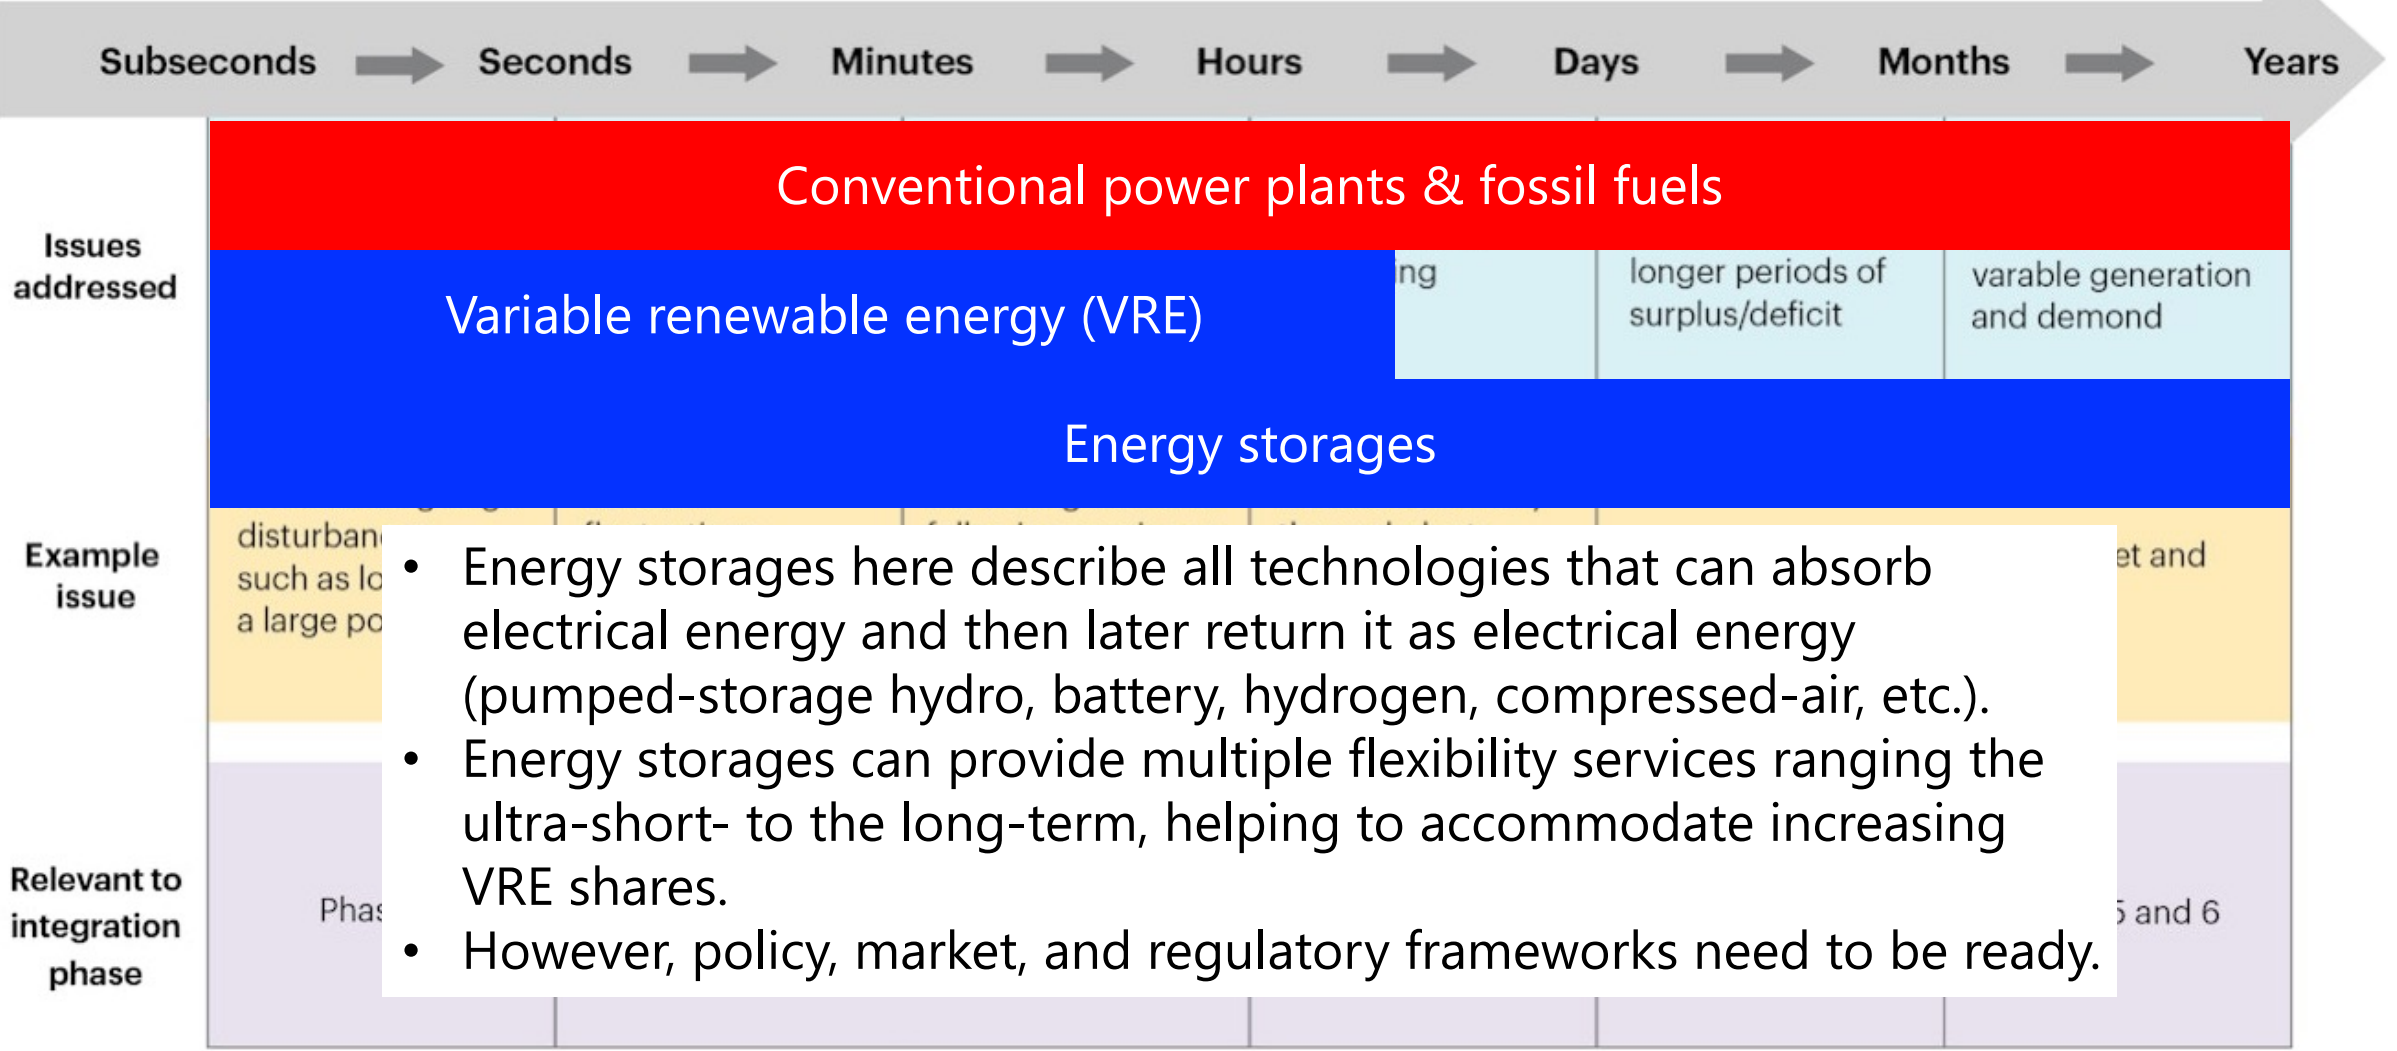 Subseconds Seconds Minutes Hours Days Months Years
Conventional power plants & fossil fuels
Issues
addressed
longer periods of
surplus/deficit
varable generation
and demond
Variable renewable energy (VRE)
Energy storages
Example
issue
such as
a large
et and
• Energy storages here describe all technologies that can absorb
electrical energy and then later return it as electrical energy
(pumped-storage hydro, battery, hydrogen, compressed-air, etc.).
• Energy storages can provide multiple flexibility services ranging the
ultra-short- to the long-term, helping to accommodate increasing
VRE shares.
• However, policy, market, and regulatory frameworks need to be ready.
Relevant to
integration
phase
5 and 6